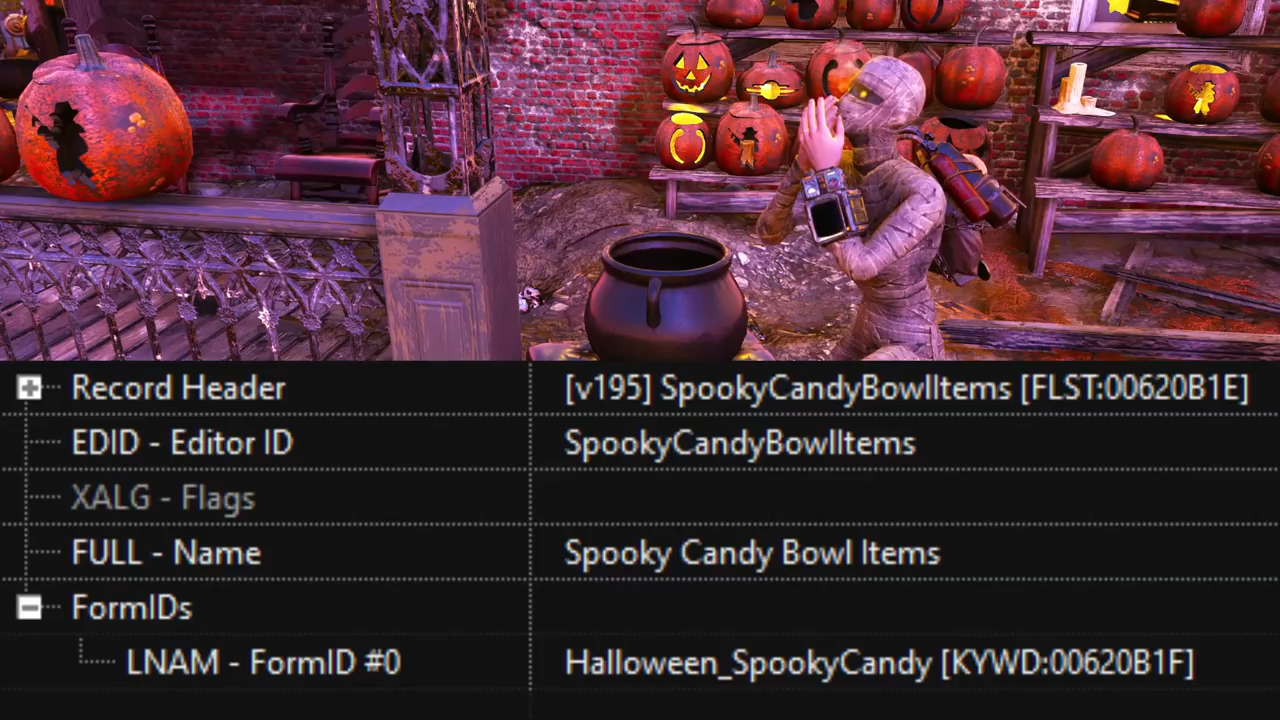 Record Header [v195] SpookyCandyBowlItems [FLST:00620B1E]
EDID - Editor ID SpookyCandyBowlItems
XALG - Flags
FULL - Name Spooky Candy Bowl Items
FormIDs
LNAM - FormID #0 Halloween_SpookyCandy [KYWD:00620B1F]